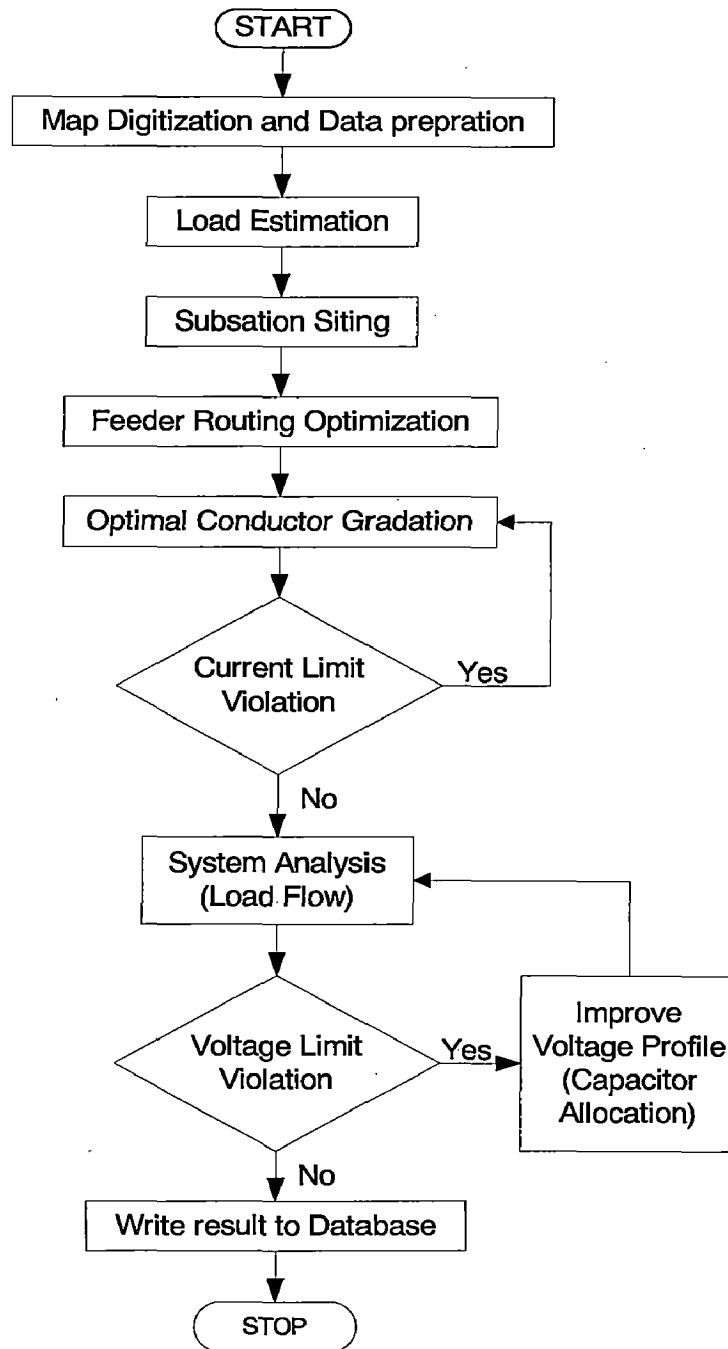 START
Map Digitization and Data prepration
Load Estimation
Subsation Siting
Feeder Routing Optimization
Optimal Conductor Gradation
Current Limit
Violation
Yes
No
System Analysis
(Load Flow)
Voltage Limit
Violation
Yes
Improve
Voltage Profile
(Capacitor
Allocation)
No
Write result to Database
STOP